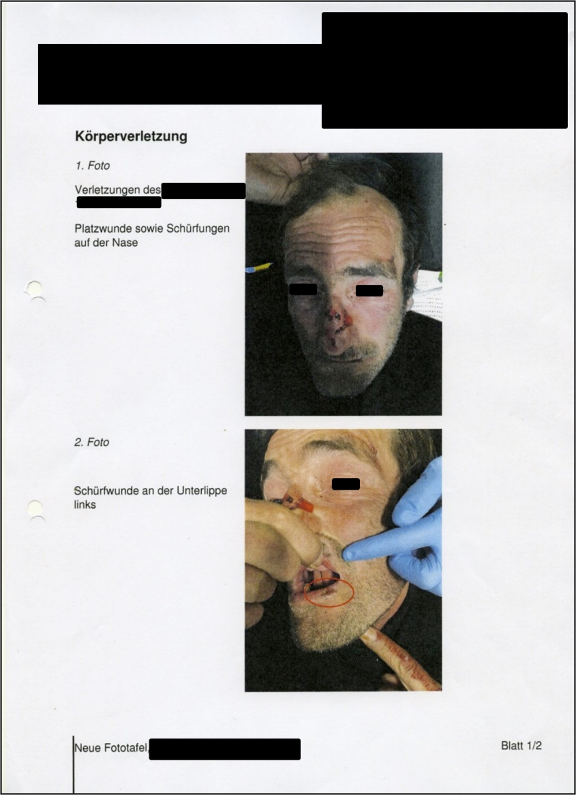 Körperverletzung
1. Foto
Verletzungen des
Platzwunde sowie Schürfungen
auf der Nase
2. Foto
Schürfwunde an der Unterlippe
links
Neue Fototafel,
Blatt 1/2